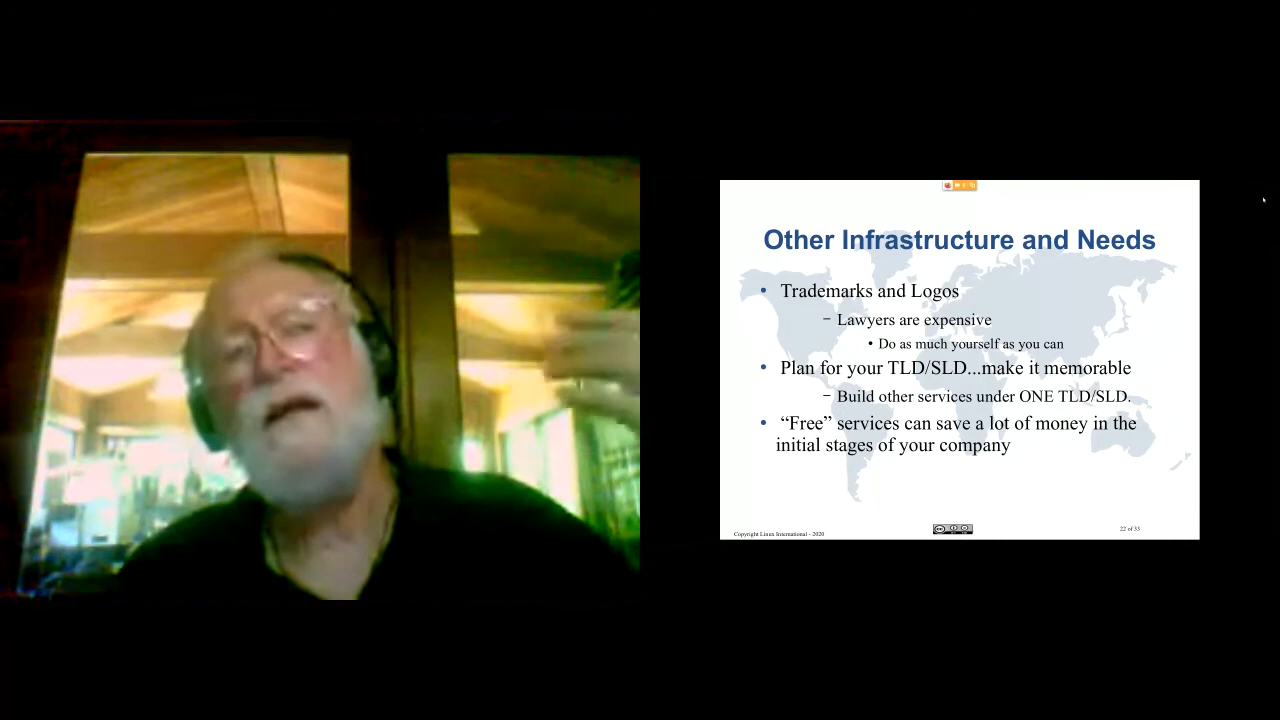 Other Infrastructure and Needs
• Trademarks and Logos
– Lawyers are expensive
• Do as much yourself as you can
• Plan for your TLD/SLD...make it memorable
– Build other services under ONE TLD/SLD.
• “Free” services can save a lot of money in the
initial stages of your company
Copyright Linux International - 2020
22 of 33